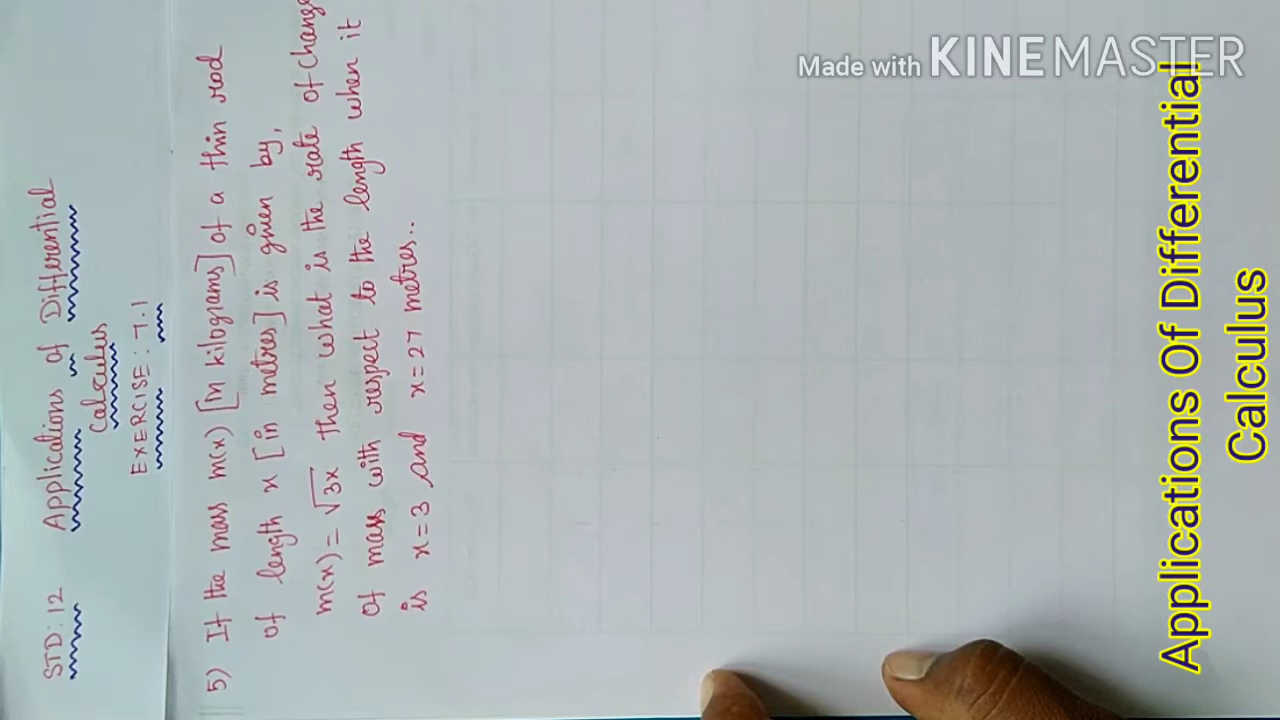 STD: 12 Applications of Differential
Calculus
EXERCISE: 7.1
5) If the mass m(x) [in kilograms] of a thin rod
of length x [in metres] is given by,
m(x) = √3x then what is the rate of change
of mass with respect to the length when it
is x=3 and x=27 metres..
Made with KINEMASTER
Applications Of Differential
Calculus